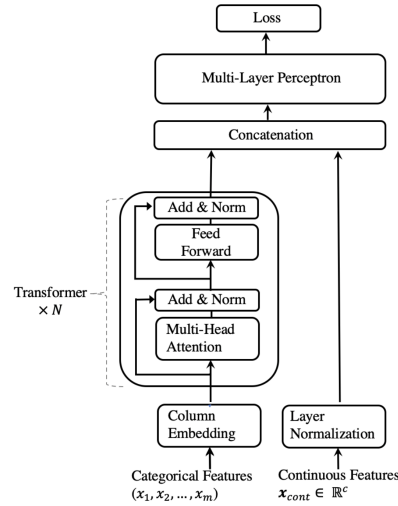 Loss
Multi-Layer Perceptron
Concatenation
Add & Norm
Feed
Forward
Transformer
× N
Add & Norm
Multi-Head
Attention
Column
Embedding
Layer
Normalization
Categorical Features
(x₁, x₂, ..., xₘ)
Continuous Features
𝒙cont ∈ ℝᶜ